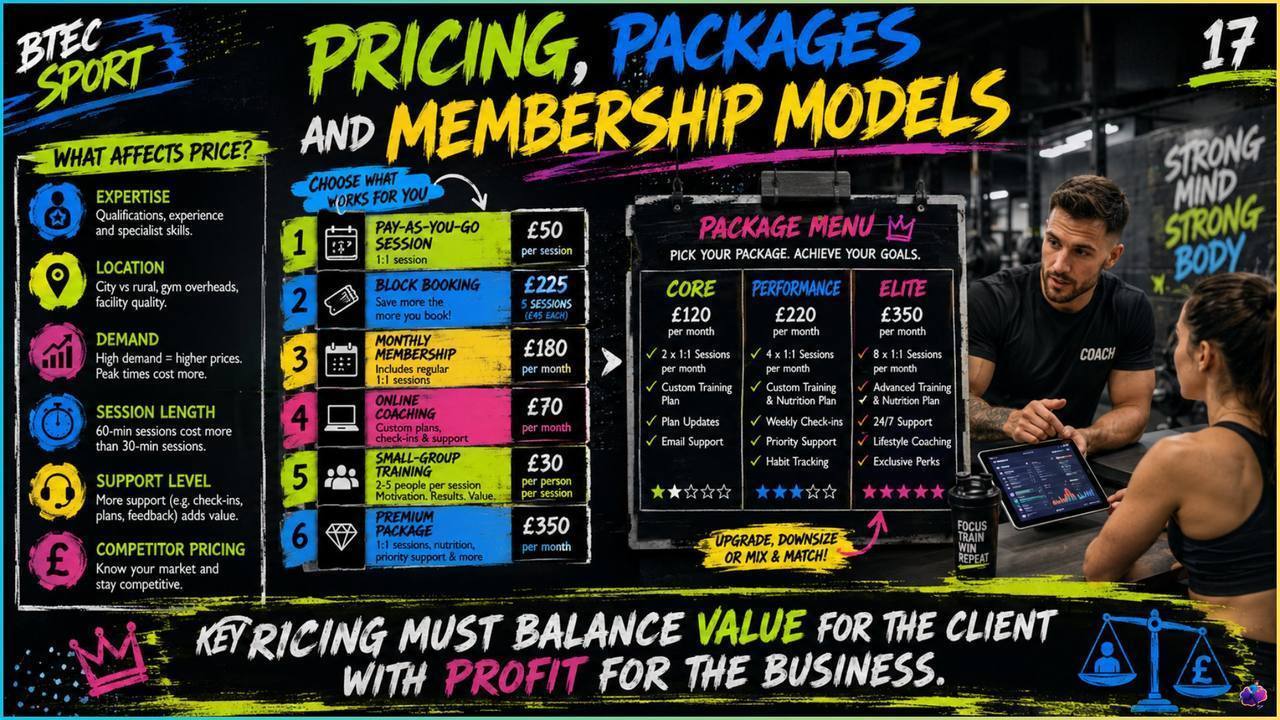 BTEC
SPORT
PRICING, PACKAGES
AND MEMBERSHIP MODELS
17
WHAT AFFECTS PRICE?
EXPERTISE
Qualifications, experience
and specialist skills.
LOCATION
City vs rural, gym overheads,
facility quality.
DEMAND
High demand = higher prices.
Peak times cost more.
SESSION LENGTH
60-min sessions cost more
than 30-min sessions.
SUPPORT LEVEL
More support (e.g. check-ins,
plans, feedback) adds value.
£
COMPETITOR PRICING
Know your market and
stay competitive.
CHOOSE WHAT
WORKS FOR YOU
1
PAY-AS-YOU-GO
SESSION
1:1 session
£50
per session
2
BLOCK BOOKING
Save more the
more you book!
£225
5 SESSIONS
(£45 EACH)
3
MONTHLY
MEMBERSHIP
Includes regular
1:1 sessions
£180
per month
4
ONLINE
COACHING
Custom plans,
check-ins & support
£70
per month
5
SMALL-GROUP
TRAINING
2-5 people per session
Motivation. Results. Value.
£30
per person
per session
6
PREMIUM
PACKAGE
1:1 sessions, nutrition,
priority support & more
£350
per month
PACKAGE MENU
PICK YOUR PACKAGE. ACHIEVE YOUR GOALS.
CORE
£120
per month
2 x 1:1 Sessions
per month
Custom Training
Plan
Plan Updates
Email Support
PERFORMANCE
£220
per month
4 x 1:1 Sessions
per month
Custom Training
& Nutrition Plan
Weekly Check-ins
Priority Support
Habit Tracking
ELITE
£350
per month
8 x 1:1 Sessions
per month
Advanced Training
& Nutrition Plan
24/7 Support
Lifestyle Coaching
Exclusive Perks
UPGRADE, DOWNSIZE
OR MIX & MATCH!
STRONG
MIND
STRONG
BODY
COACH
FOCUS
TRAIN
WIN
REPEAT
KEY RICING MUST BALANCE VALUE FOR THE CLIENT
WITH PROFIT FOR THE BUSINESS.
£